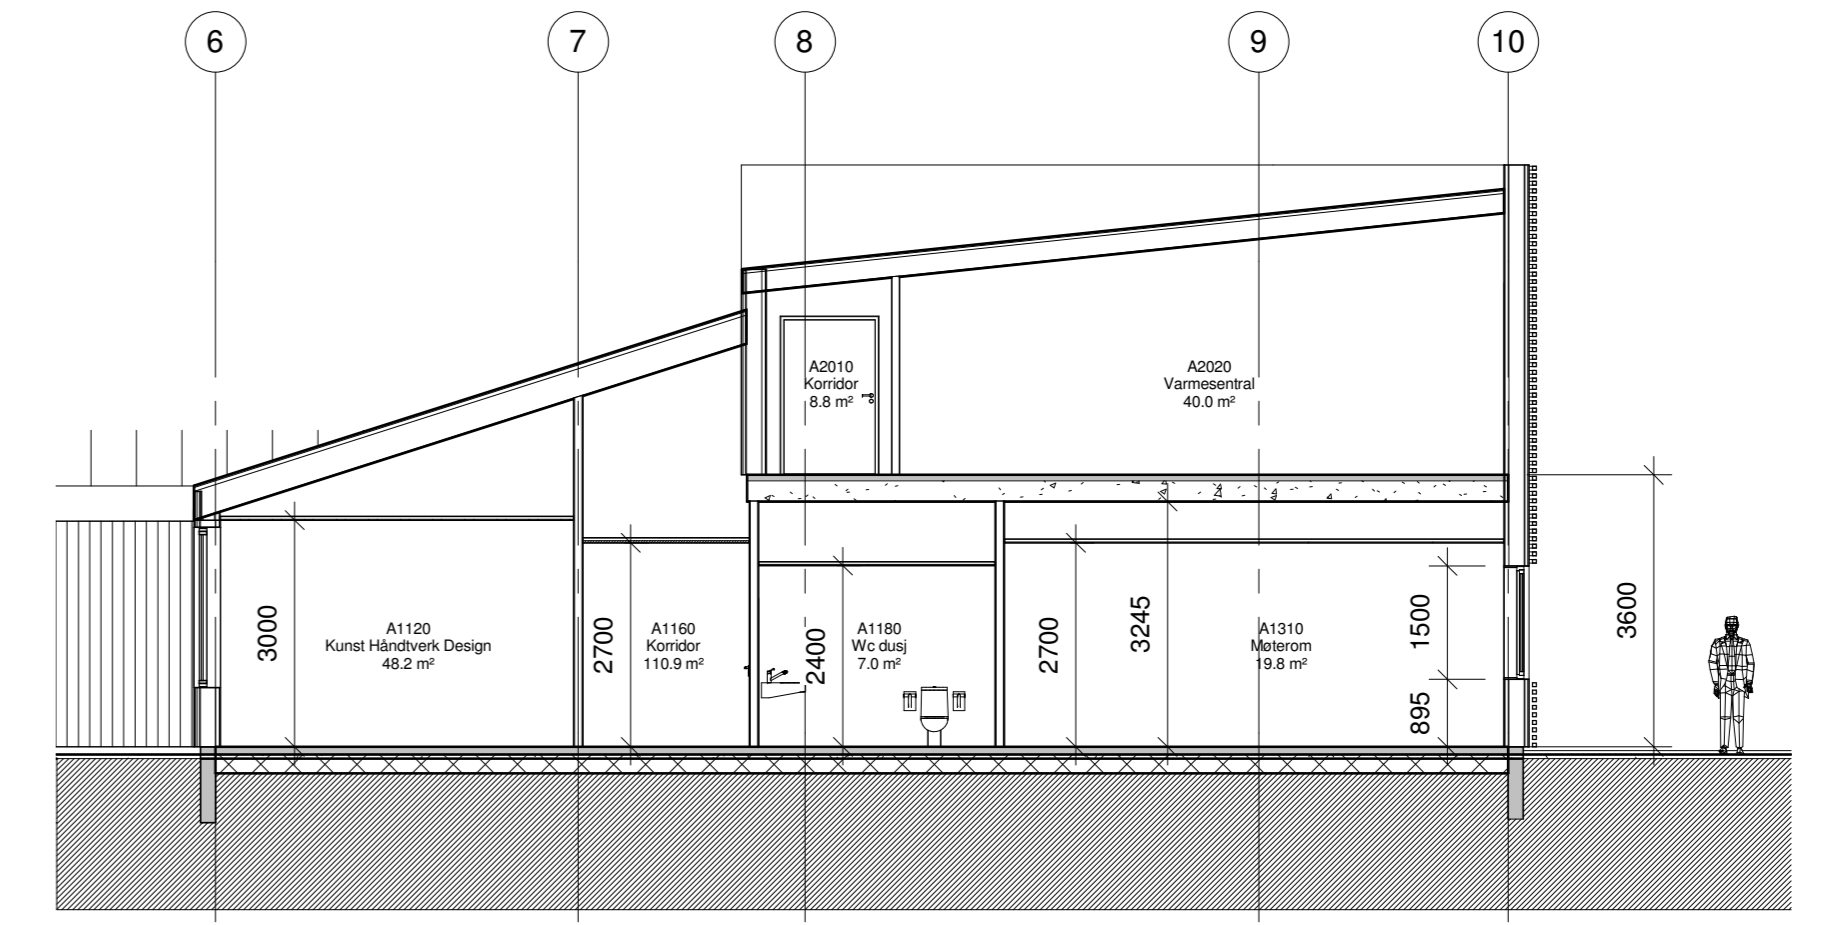 6
7
8
9
10
A2010
Korridor
8.8 m²
A2020
Varmesentral
40.0 m²
3000
A1120
Kunst Håndtverk Design
48.2 m²
2700
A1160
Korridor
110.9 m²
2400
A1180
Wc dusj
7.0 m²
2700
3245
A1310
Møterom
19.8 m²
1500
895
3600